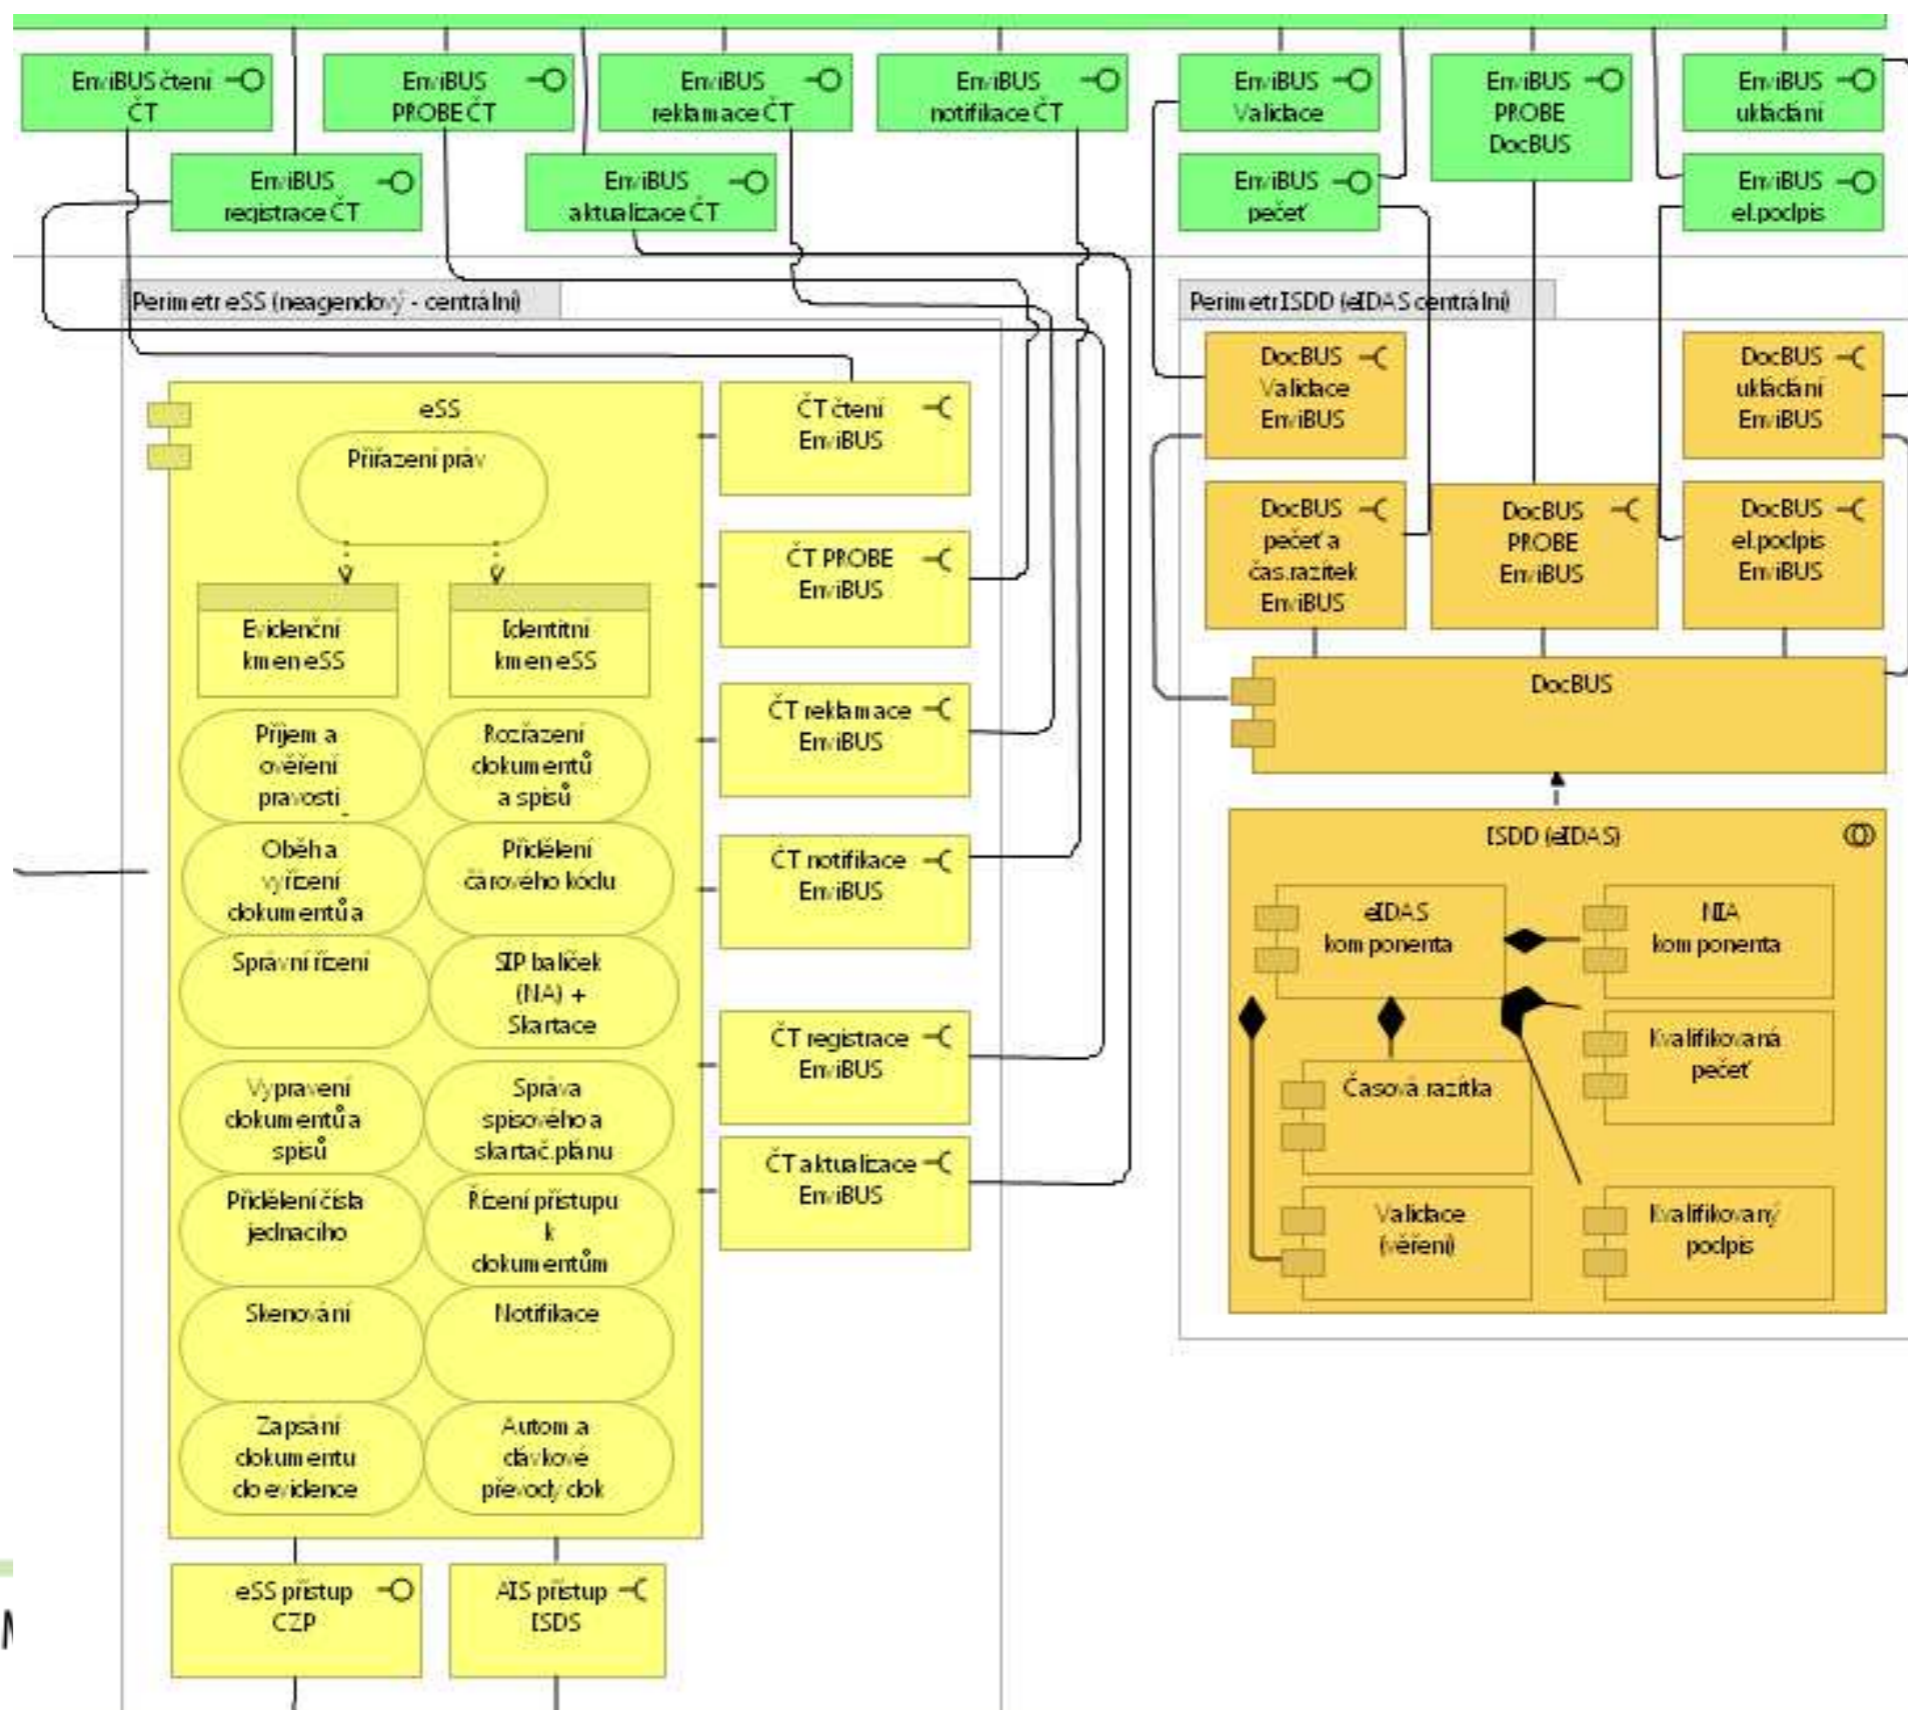 EnviBUS čtení
ČT
EnviBUS
PROBE ČT
EnviBUS
reklamace ČT
EnviBUS
notifikace ČT
EnviBUS
Validace
EnviBUS
PROBE
DocBUS
EnviBUS
ukládání
EnviBUS
registrace ČT
EnviBUS
aktualizace ČT
EnviBUS
pečeť
EnviBUS
el.podpis
Perimetr eSS (neagendový - centrální)
Perimetr ISDD (eIDAS centrální)
eSS
Přiřazení práv
Evidenční
kmen eSS
Identitní
kmen eSS
Příjem a
ověření
pravosti
Rozřazení
dokumentů
a spisů
Oběh a
vyřízení
dokumentů a
Přidělení
čárového kódu
Správní řízení
SIP balíček
(NA) +
Skartace
Vypravení
dokumentů a
spisů
Správa
spisového a
skartač.plánu
Přidělení čísla
jednacího
Řízení přístupu
k
dokumentům
Skenování
Notifikace
Zapsání
dokumentu
do evidence
Autom a
dávkové
převody dok
eSS přístup
CZP
AIS přístup
ISDS
ČT čtení
EnviBUS
ČT PROBE
EnviBUS
ČT reklamace
EnviBUS
ČT notifikace
EnviBUS
ČT registrace
EnviBUS
ČT aktualizace
EnviBUS
DocBUS
Validace
EnviBUS
DocBUS
ukládání
EnviBUS
DocBUS
pečeť a
čas.razítek
EnviBUS
DocBUS
PROBE
EnviBUS
DocBUS
el.podpis
EnviBUS
DocBUS
ISDD (eIDAS)
eIDAS
komponenta
NIA
komponenta
Kvalifikovaná
pečeť
Časová razítka
Validace
(věření)
Kvalifikovaný
podpis